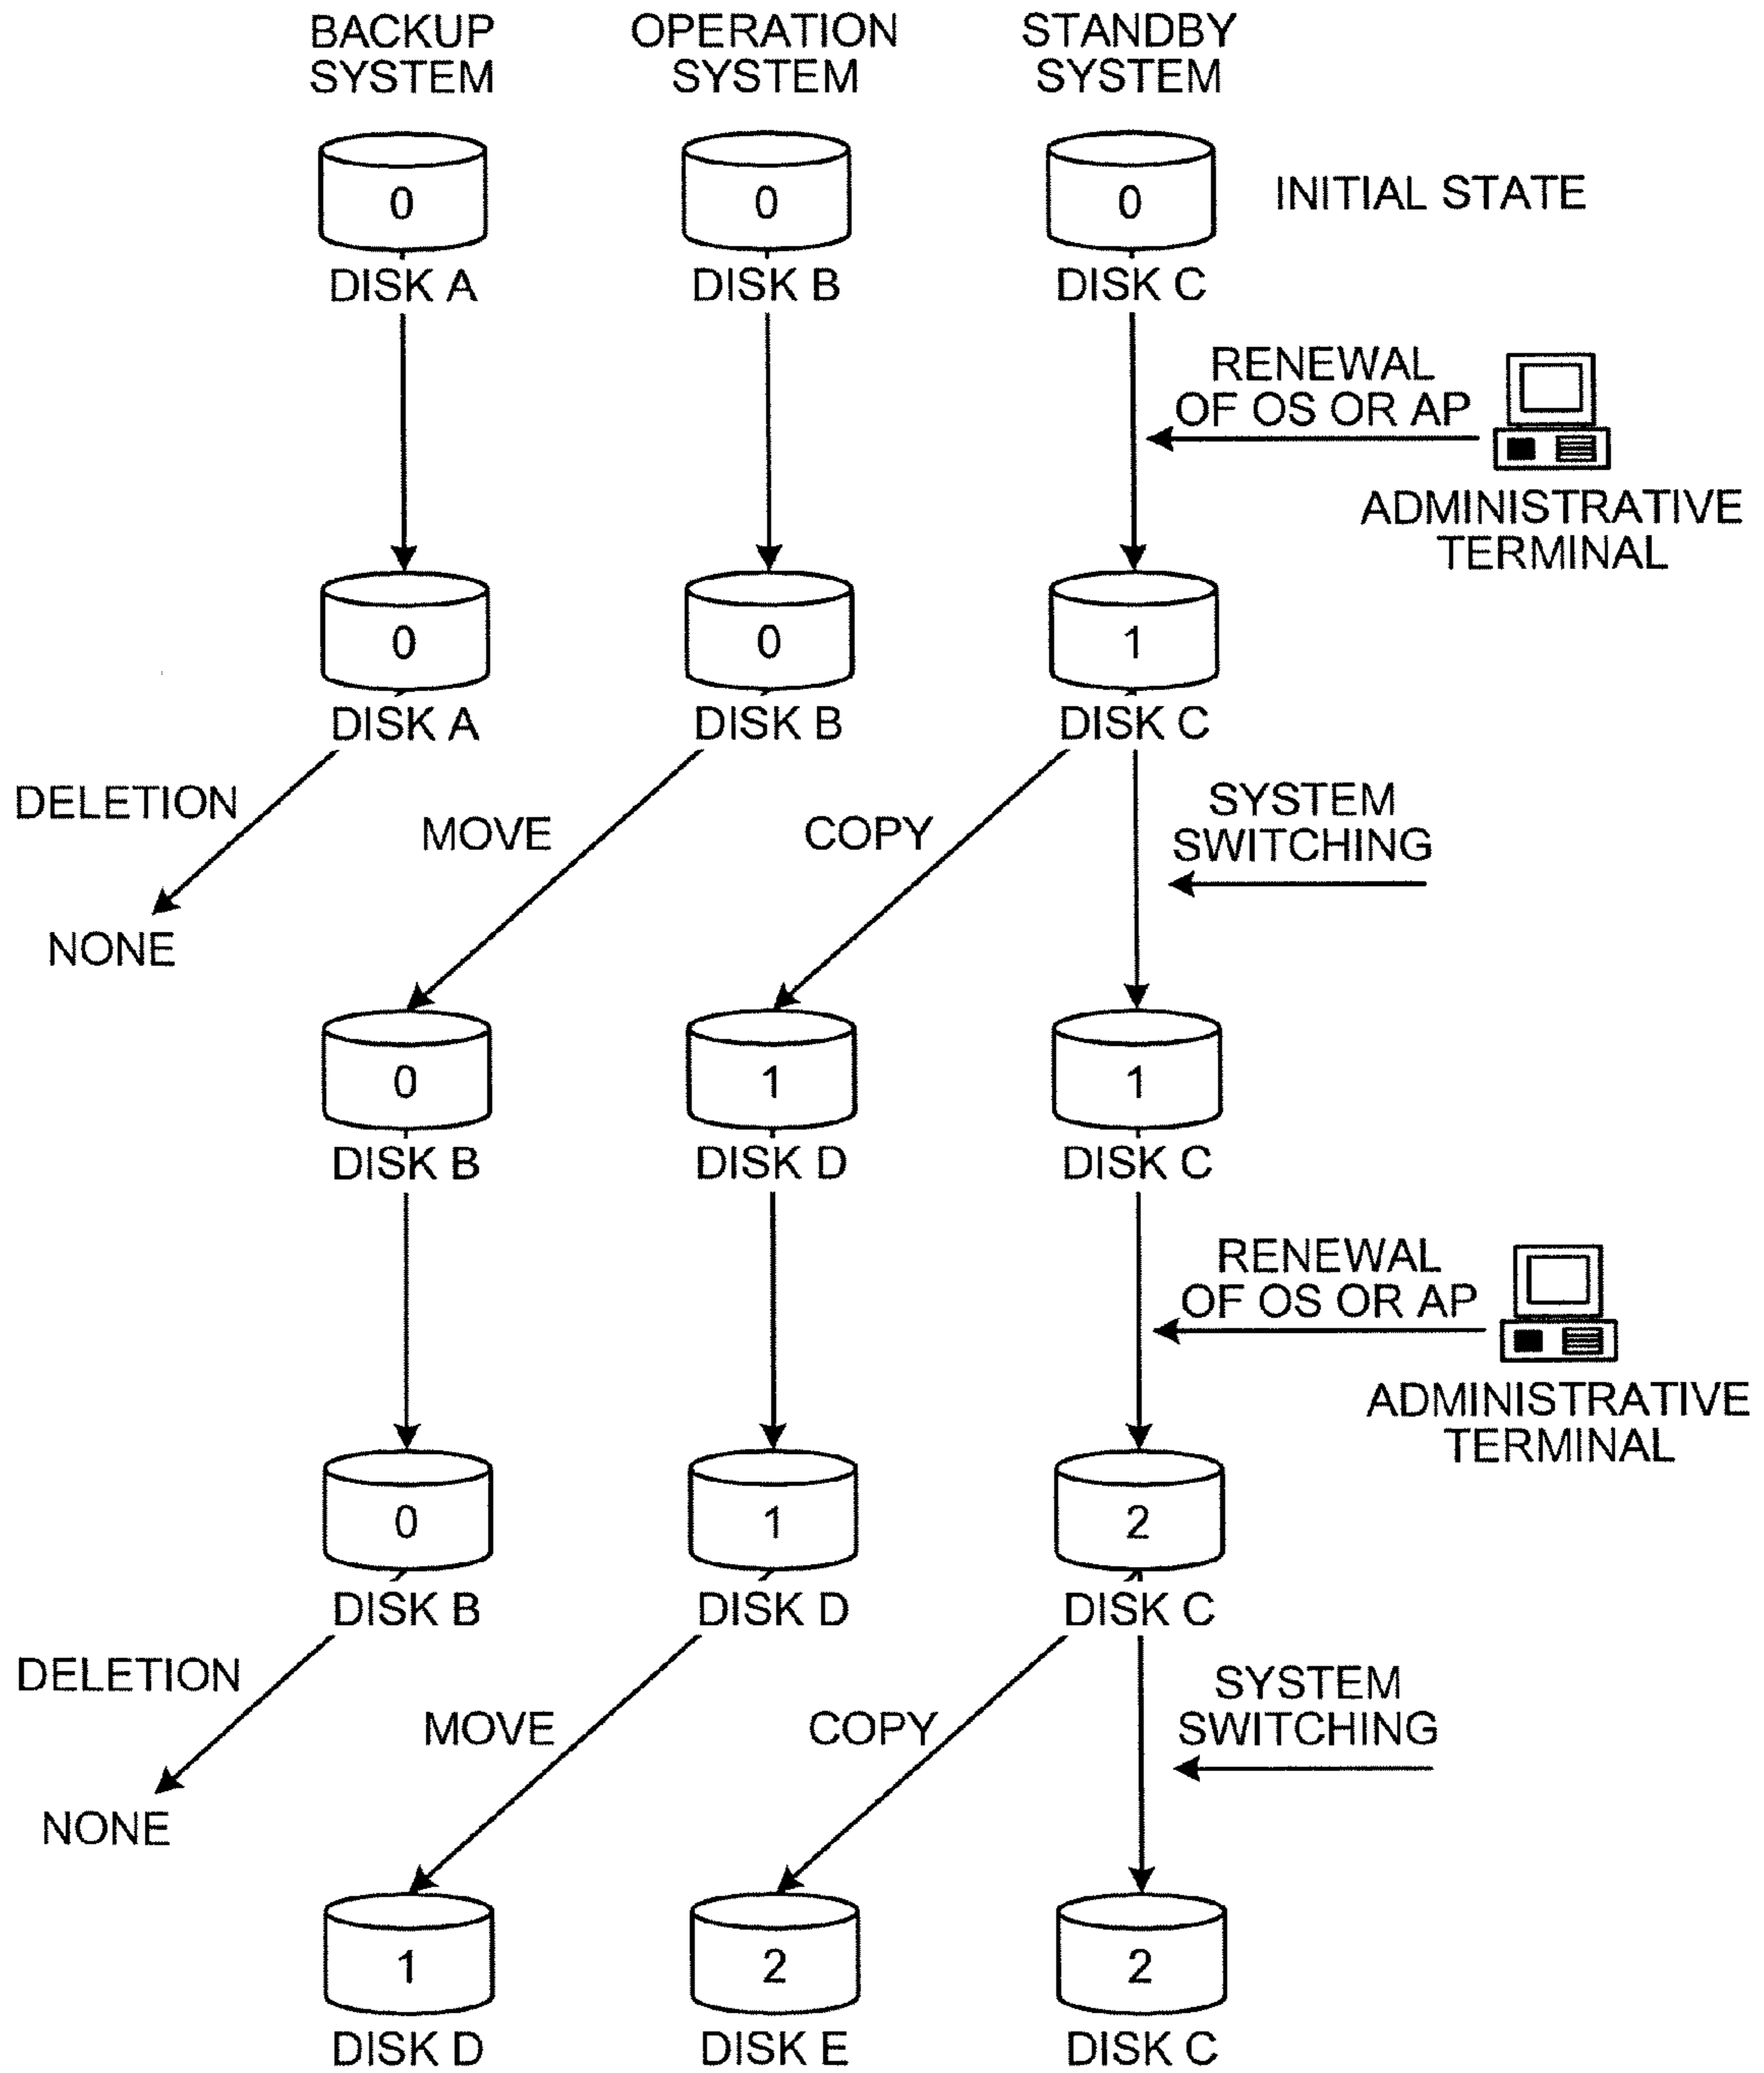 BACKUP
SYSTEM
OPERATION
SYSTEM
STANDBY
SYSTEM
0
0
0
INITIAL STATE
DISK A
DISK B
DISK C
RENEWAL
OF OS OR AP
ADMINISTRATIVE
TERMINAL
0
0
1
DISK A
DISK B
DISK C
DELETION
MOVE
COPY
SYSTEM
SWITCHING
NONE
0
1
1
DISK B
DISK D
DISK C
RENEWAL
OF OS OR AP
ADMINISTRATIVE
TERMINAL
0
1
2
DISK B
DISK D
DISK C
DELETION
MOVE
COPY
SYSTEM
SWITCHING
NONE
1
2
2
DISK D
DISK E
DISK C